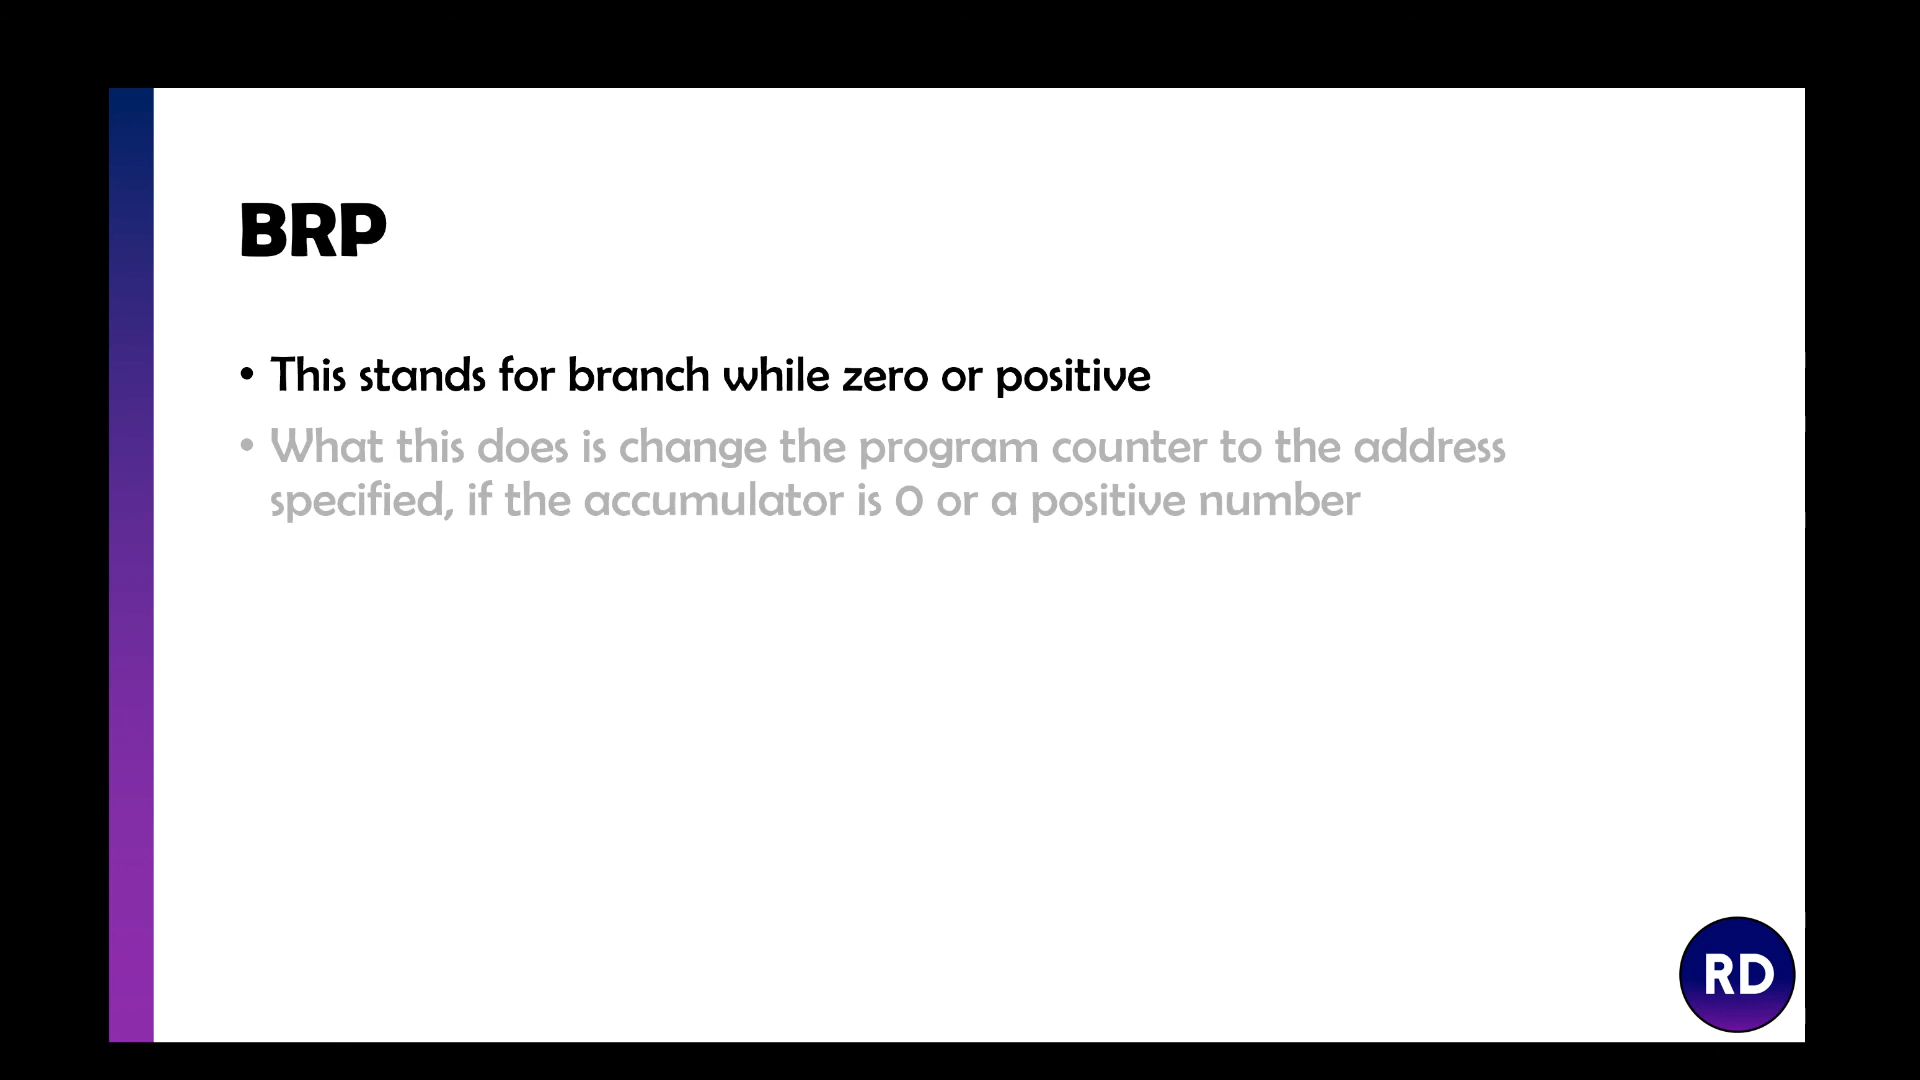 BRP
• This stands for branch while zero or positive
• What this does is change the program counter to the address
specified, if the accumulator is 0 or a positive number
RD